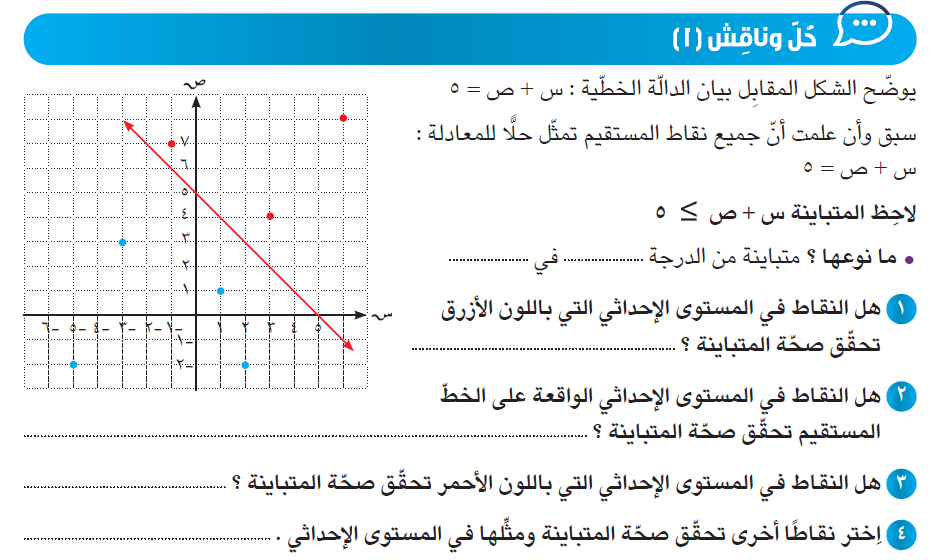 حُلّ وناقِش (١)
يوضّح الشكل المقابِل بيان الدالّة الخطّية : س + ص = ٥
سبق وأن علمت أنّ جميع نقاط المستقيم تمثّل حلًّا للمعادلة :
س + ص = ٥
لاحِظ المتباينة س + ص ≥ ٥
• ما نوعها ؟ متباينة من الدرجة .................... في ....................
١ هل النقاط في المستوى الإحداثي التي باللون الأزرق
تحقّق صحّة المتباينة ؟ ....................
٢ هل النقاط في المستوى الإحداثي الواقعة على الخطّ
المستقيم تحقّق صحّة المتباينة ؟ ....................
٣ هل النقاط في المستوى الإحداثي التي باللون الأحمر تحقّق صحّة المتباينة ؟ ....................
٤ اِختر نقاطًا أخرى تحقّق صحّة المتباينة ومثِّلها في المستوى الإحداثي . ....................
ص
٧
٦
٥
٤
٣
٢
١
س
-٦ -٥ -٤ -٣ -٢ -١ ١ ٢ ٣ ٤ ٥
-١
-٢